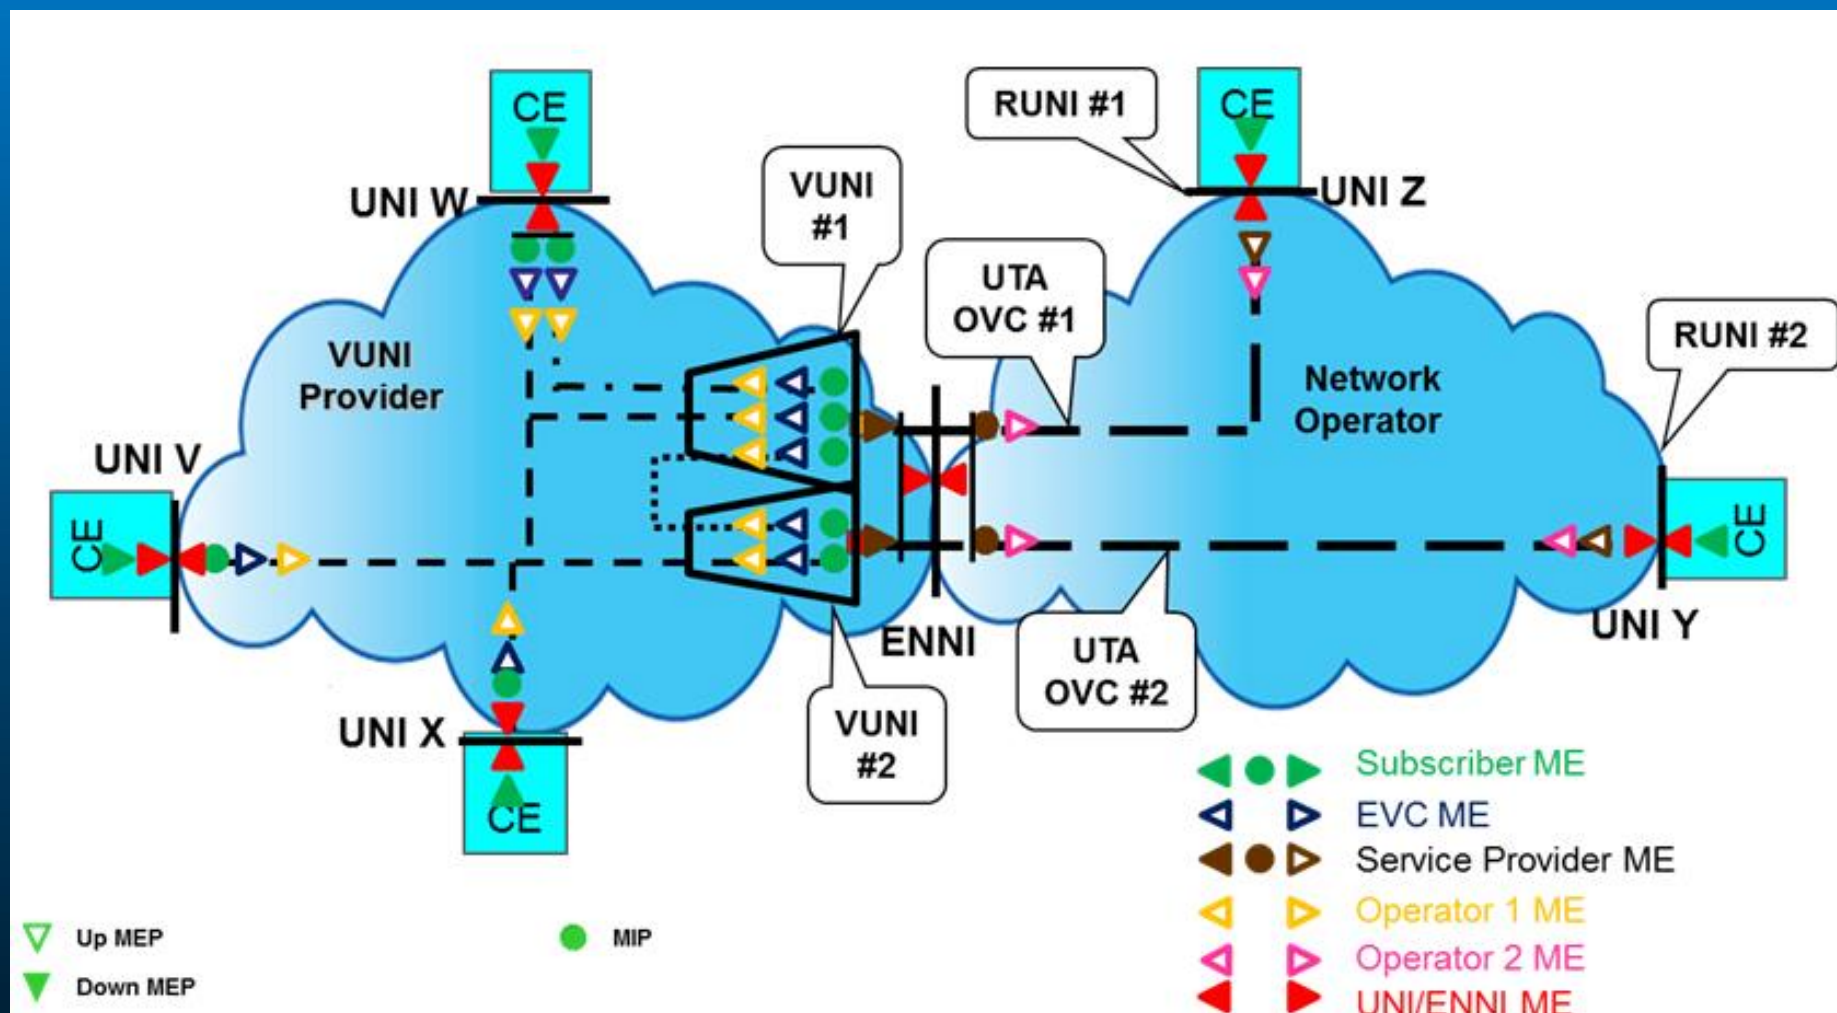 CE
RUNI #1
CE
VUNI
#1
UNI W
UNI Z
UTA
OVC #1
VUNI
Provider
RUNI #2
Network
Operator
UNI V
CE
CE
ENNI
UNI Y
UTA
OVC #2
UNI X
VUNI
#2
CE
Subscriber ME
EVC ME
Service Provider ME
Operator 1 ME
Up MEP
MIP
Operator 2 ME
Down MEP
UNI/ENNI ME